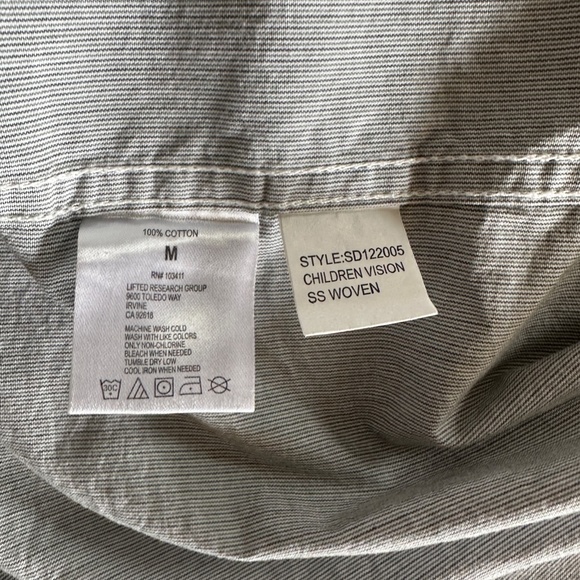 100% COTTON
M
RN# 103411
LIFTED RESEARCH GROUP
9600 TOLEDO WAY
IRVINE
CA 92618
MACHINE WASH COLD
WASH WITH LIKE COLORS
ONLY NON-CHLORINE
BLEACH WHEN NEEDED
TUMBLE DRY LOW
COOL IRON WHEN NEEDED
30C
STYLE:SD122005
CHILDREN VISION
SS WOVEN